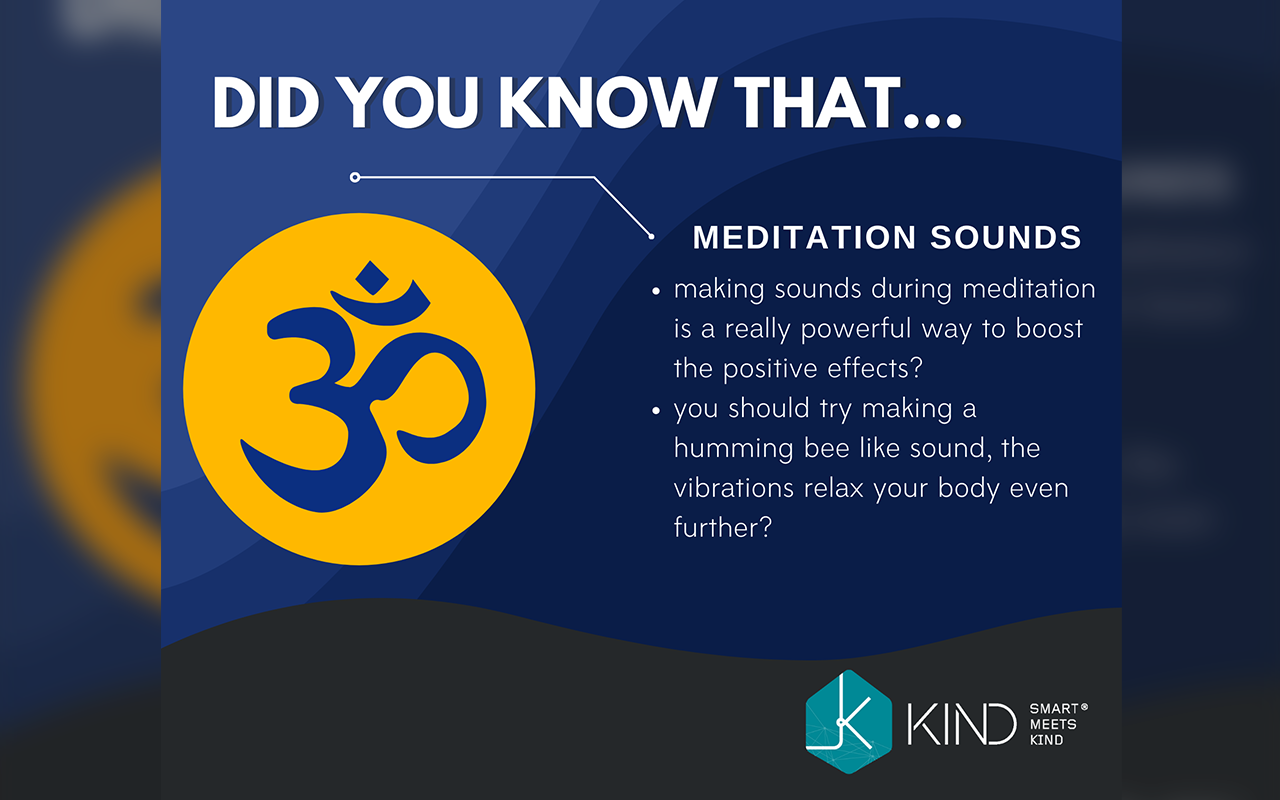 DID YOU KNOW THAT...
ॐ
MEDITATION SOUNDS
• making sounds during meditation
is a really powerful way to boost
the positive effects?
• you should try making a
humming bee like sound, the
vibrations relax your body even
further?
KIND
SMART®
MEETS
KIND